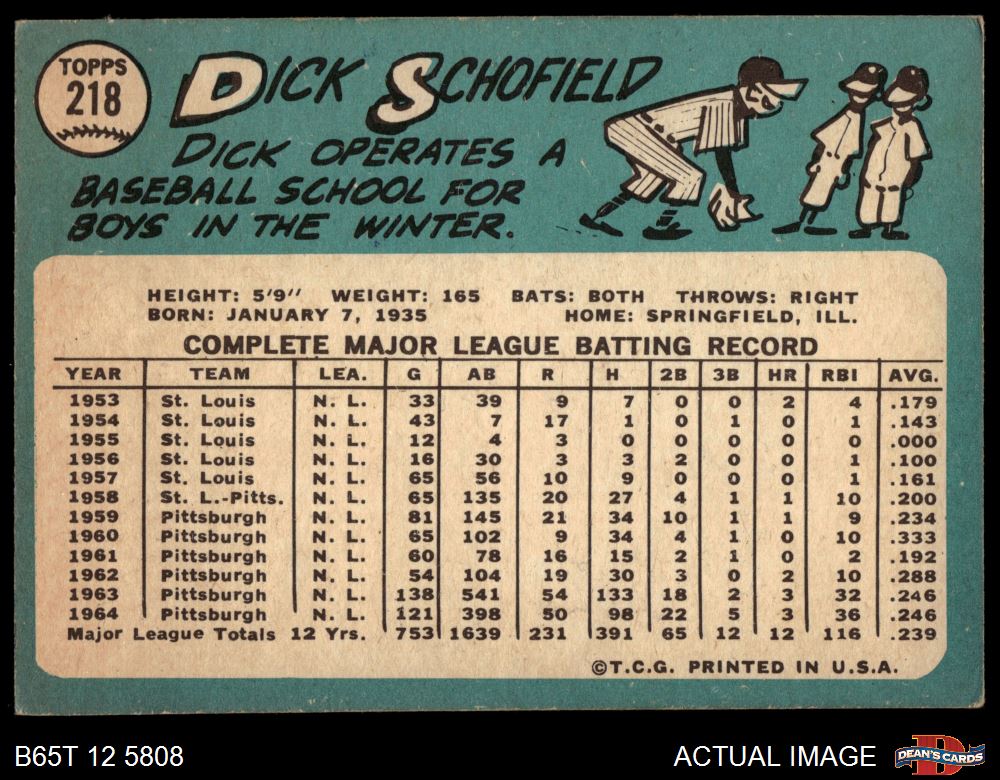 TOPPS
218
DICK SCHOFIELD
DICK OPERATES A
BASEBALL SCHOOL FOR
BOYS IN THE WINTER.
HEIGHT: 5'9" WEIGHT: 165 BATS: BOTH THROWS: RIGHT
BORN: JANUARY 7, 1935 HOME: SPRINGFIELD, ILL.
COMPLETE MAJOR LEAGUE BATTING RECORD
YEAR TEAM LEA. G AB R H 2B 3B HR RBI AVG.
1953 St. Louis N. L. 33 39 9 7 0 0 2 4 .179
1954 St. Louis N. L. 43 7 17 1 0 1 0 1 .143
1955 St. Louis N. L. 12 4 3 0 0 0 0 0 .000
1956 St. Louis N. L. 16 30 3 3 2 0 0 1 .100
1957 St. Louis N. L. 65 56 10 9 0 0 0 1 .161
1958 St. L.-Pitts. N. L. 65 135 20 27 4 1 1 10 .200
1959 Pittsburgh N. L. 81 145 21 34 10 1 1 9 .234
1960 Pittsburgh N. L. 65 102 9 34 4 1 0 10 .333
1961 Pittsburgh N. L. 60 78 16 15 2 1 0 2 .192
1962 Pittsburgh N. L. 54 104 19 30 3 0 2 10 .288
1963 Pittsburgh N. L. 138 541 54 133 18 2 3 32 .246
1964 Pittsburgh N. L. 121 398 50 98 22 5 3 36 .246
Major League Totals 12 Yrs. 753 1639 231 391 65 12 12 116 .239
©T.C.G. PRINTED IN U.S.A.
B65T 12 5808 ACTUAL IMAGE DEAN'S CARDS